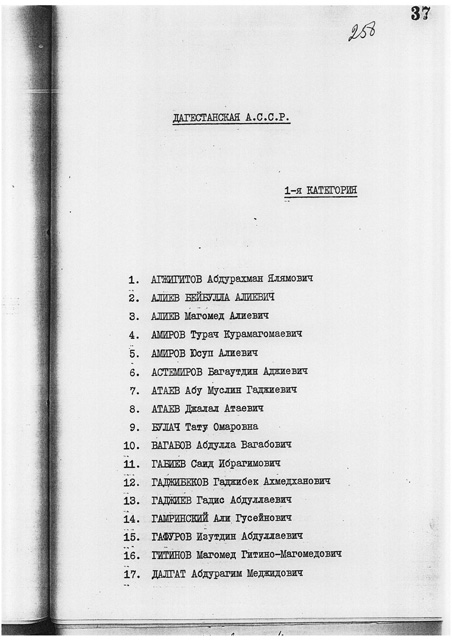 37
258
ДАГЕСТАНСКАЯ А.С.С.Р.
1-я КАТЕГОРИЯ
1. АГЖИГИТОВ Абдурахман Ялямович
2. АЛИЕВ БЕЙБУЛЛА АЛИЕВИЧ
3. АЛИЕВ Магомед Алиевич
4. АМИРОВ Турач Курамагомаевич
5. АМИРОВ Юсуп Алиевич
6. АСТЕМИРОВ Багаутдин Аджиевич
7. АТАЕВ Абу Муслин Гаджиевич
8. АТАЕВ Джалал Атаевич
9. БУЛАЧ Тату Омаровна
10. ВАГАБОВ Абдулла Вагабович
11. ГАБИЕВ Саид Ибрагимович
12. ГАДЖИБЕКОВ Гаджибек Ахмедханович
13. ГАДЖИЕВ Гадис Абдуллаевич
14. ГАМРИНСКИЙ Али Гусейнович
15. ГАФУРОВ Изутдин Абдуллаевич
16. ГИТИНОВ Магомед Гитино-Магомедович
17. ДАЛГАТ Абдурагим Меджидович